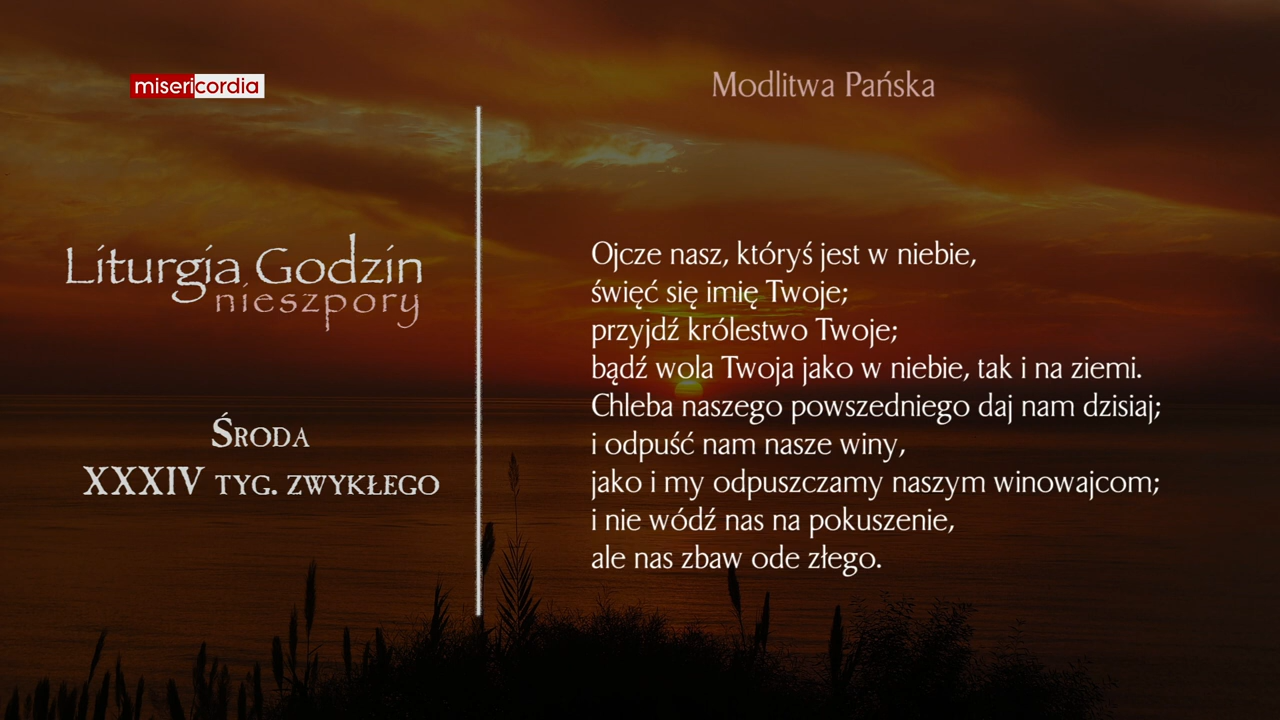 misericordia
Liturgia Godzin
nieszpory
Środa
XXXIV tyg. zwykłego
Modlitwa Pańska
Ojcze nasz, któryś jest w niebie,
święć się imię Twoje;
przyjdź królestwo Twoje;
bądź wola Twoja jako w niebie, tak i na ziemi.
Chleba naszego powszedniego daj nam dzisiaj;
i odpuść nam nasze winy,
jako i my odpuszczamy naszym winowajcom;
i nie wódź nas na pokuszenie,
ale nas zbaw ode złego.